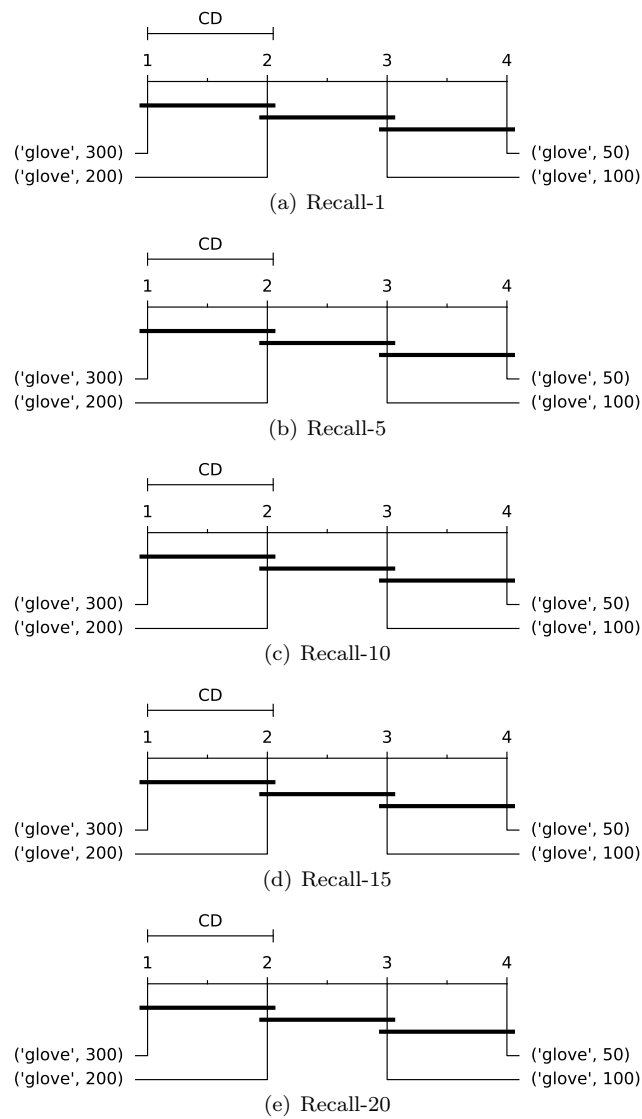 CD
1 2 3 4
('glove', 300) ('glove', 50)
('glove', 200) ('glove', 100)
(a) Recall-1
CD
1 2 3 4
('glove', 300) ('glove', 50)
('glove', 200) ('glove', 100)
(b) Recall-5
CD
1 2 3 4
('glove', 300) ('glove', 50)
('glove', 200) ('glove', 100)
(c) Recall-10
CD
1 2 3 4
('glove', 300) ('glove', 50)
('glove', 200) ('glove', 100)
(d) Recall-15
CD
1 2 3 4
('glove', 300) ('glove', 50)
('glove', 200) ('glove', 100)
(e) Recall-20